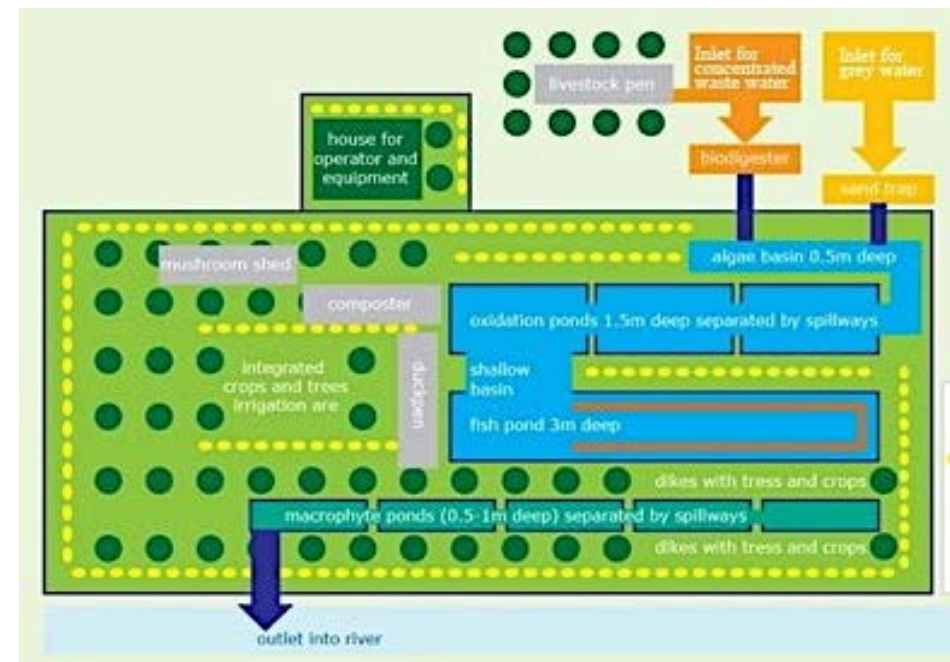 Inlet for
concentrated
waste water
Inlet for
grey water
livestock pen
house for
operator and
equipment
biodigester
sand trap
mushroom shed
algae basin 0.5m deep
composter
oxidation ponds 1.5m deep separated by spillways
integrated
crops and trees
irrigation are
duckpen
shallow
basin
fish pond 3m deep
dikes with tress and crops
macrophyte ponds (0.5-1m deep) separated by spillways
dikes with tress and crops
outlet into river